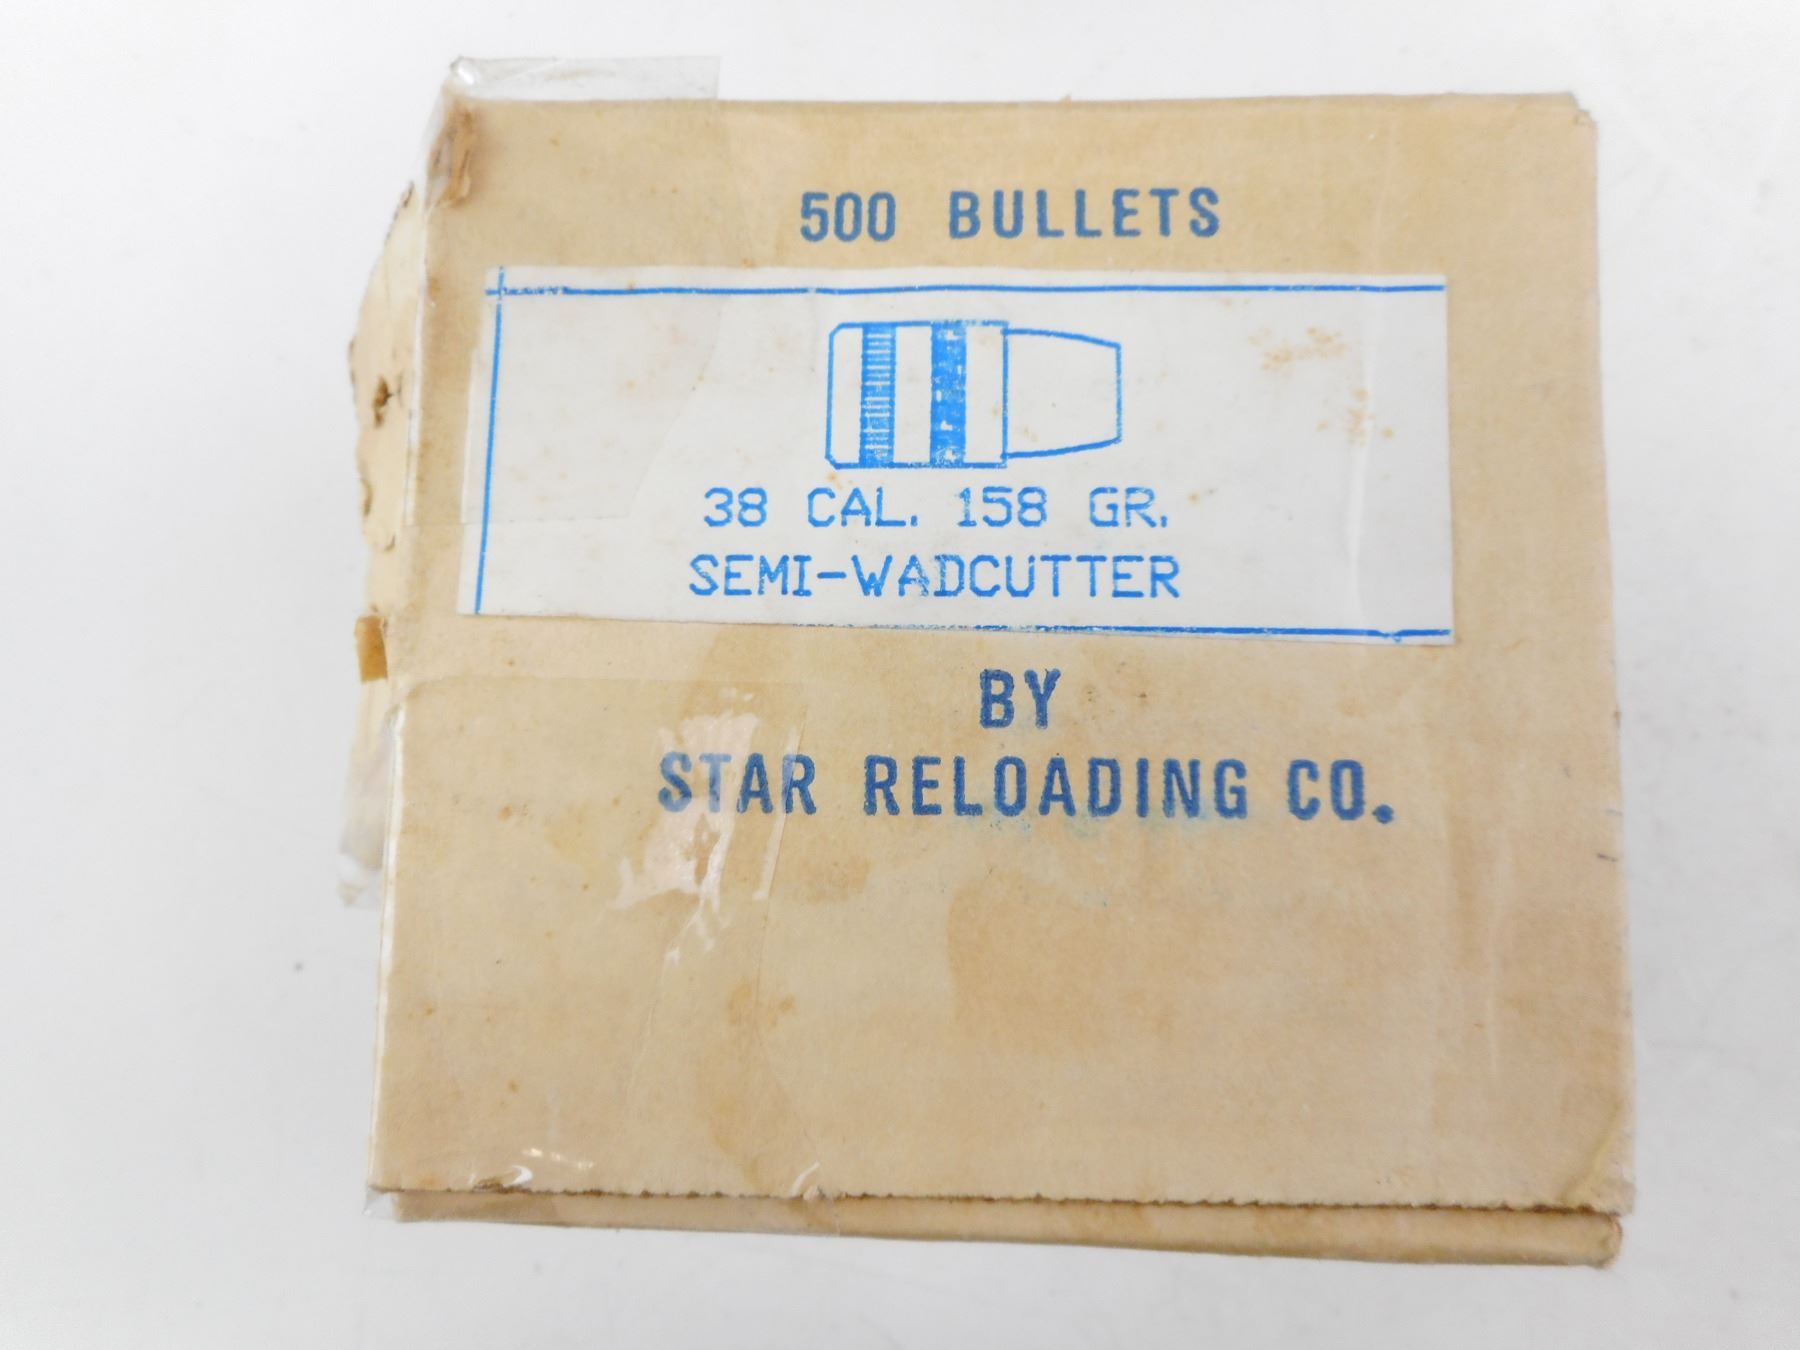 500 BULLETS
38 CAL. 158 GR.
SEMI-WADCUTTER
BY
STAR RELOADING CO.